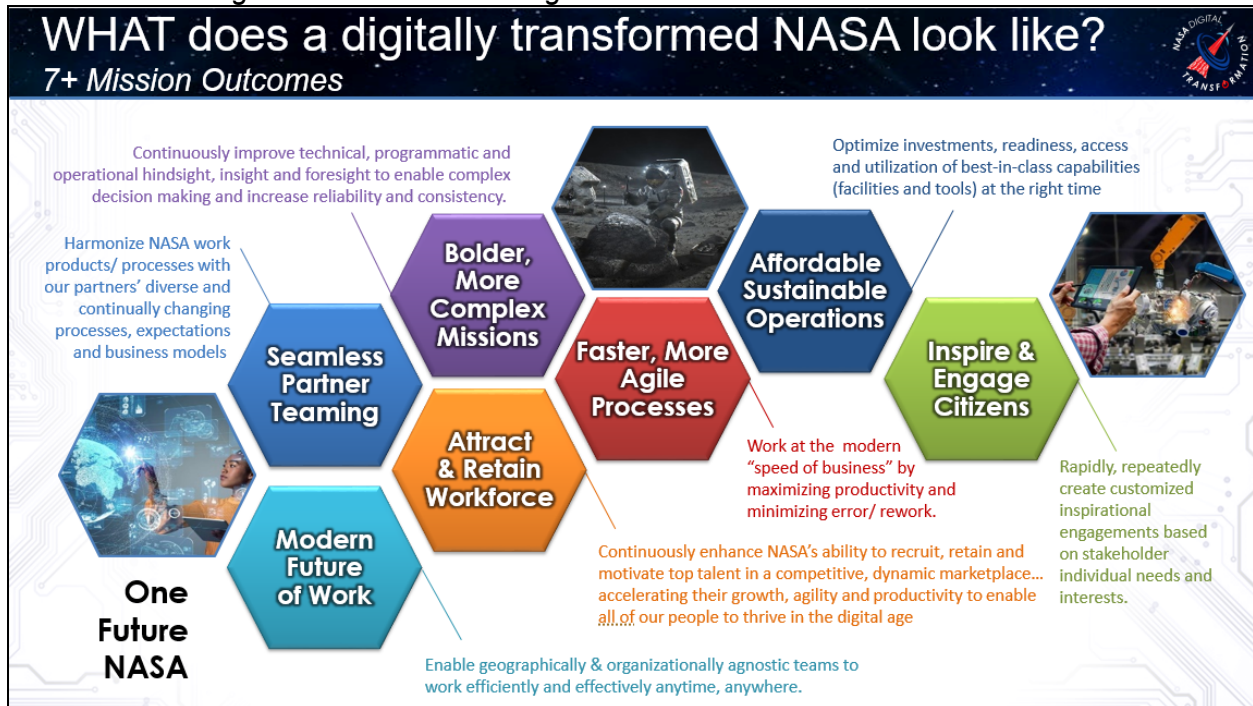 WHAT does a digitally transformed NASA look like?
7+ Mission Outcomes
NASA DIGITAL
TRANSFORMATION
Continuously improve technical, programmatic and
operational hindsight, insight and foresight to enable complex
decision making and increase reliability and consistency.
Optimize investments, readiness, access
and utilization of best-in-class capabilities
(facilities and tools) at the right time
Harmonize NASA work
products/ processes with
our partners’ diverse and
continually changing
processes, expectations
and business models
Bolder,
More
Complex
Missions
Affordable
Sustainable
Operations
Seamless
Partner
Teaming
Faster, More
Agile
Processes
Inspire &
Engage
Citizens
Attract
& Retain
Workforce
Work at the modern
“speed of business” by
maximizing productivity and
minimizing error/ rework.
Rapidly, repeatedly
create customized
inspirational
engagements based
on stakeholder
individual needs and
interests.
Modern
Future
of Work
Continuously enhance NASA’s ability to recruit, retain and
motivate top talent in a competitive, dynamic marketplace…
accelerating their growth, agility and productivity to enable
all of our people to thrive in the digital age
One
Future
NASA
Enable geographically & organizationally agnostic teams to
work efficiently and effectively anytime, anywhere.